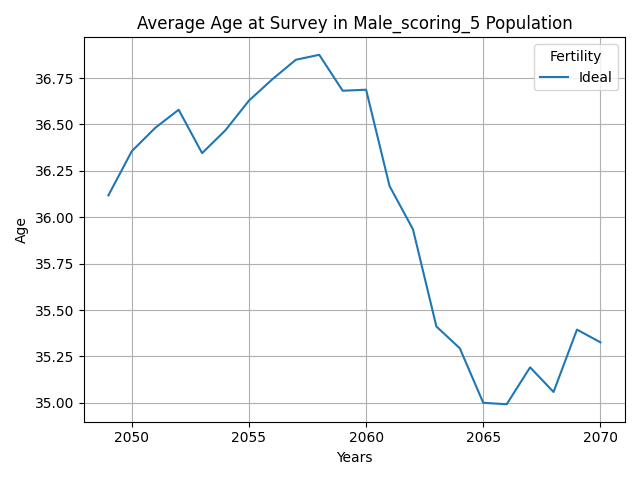 Average Age at Survey in Male_scoring_5 Population
Fertility
Ideal
Age
36.75
36.50
36.25
36.00
35.75
35.50
35.25
35.00
2050 2055 2060 2065 2070
Years